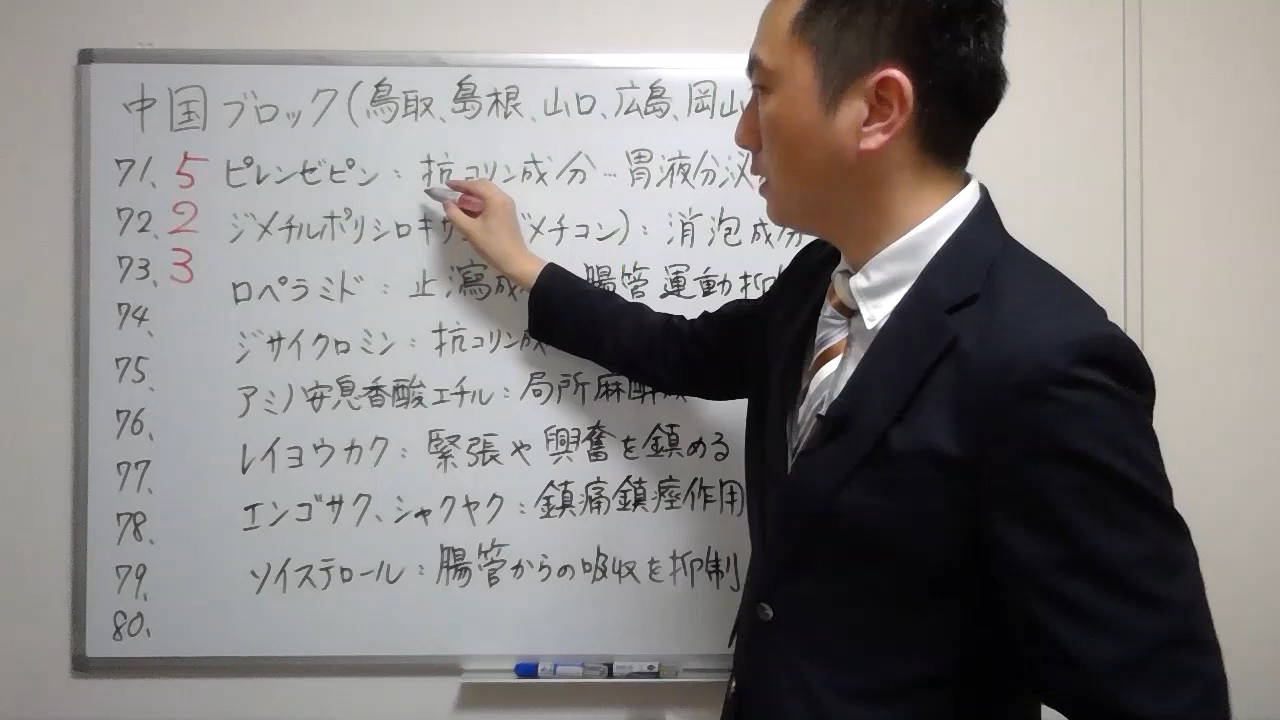 中国ブロック(鳥取、島根、山口、広島、岡山
71. 5 ピレンゼピン：抗コリン成分…胃液分泌
72. 2 ジメチルポリシロキサン ジメチコン)：消泡成分
73. 3 ロペラミド：止瀉成 腸管運動抑
74. ジサイクロミン：抗コリン成
75. アミノ安息香酸エチル：局所麻酔成
76. レイヨウカク：緊張や興奮を鎮める
77. エンゴサク、シャクヤク：鎮痛鎮痙作用
78. ソイステロール：腸管からの吸収を抑制
79.
80.